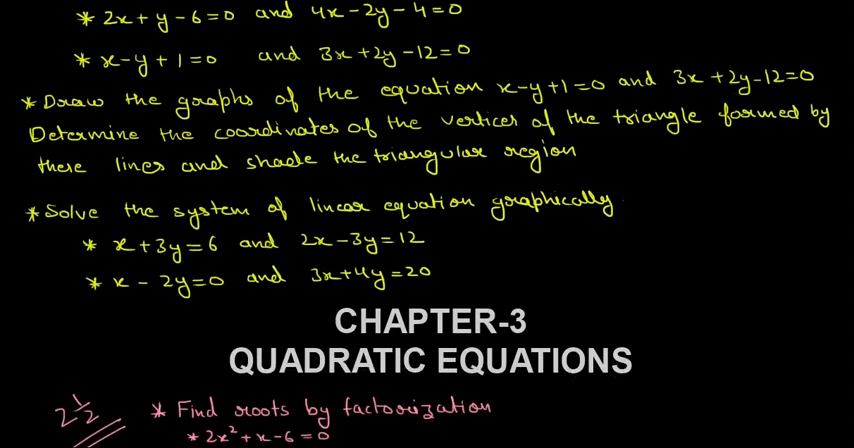 * 2x + y - 6 = 0 and 4x - 2y - 4 = 0
* x - y + 1 = 0 and 3x + 2y - 12 = 0
* Draw the graphs of the equation x - y + 1 = 0 and 3x + 2y - 12 = 0
Determine the coordinates of the vertices of the triangle formed by
these lines and shade the triangular region
* Solve the system of linear equation graphically
* x + 3y = 6 and 2x - 3y = 12
* x - 2y = 0 and 3x + 4y = 20
CHAPTER-3
QUADRATIC EQUATIONS
2 1/2 * Find roots by factorization
* 2x² + x - 6 = 0